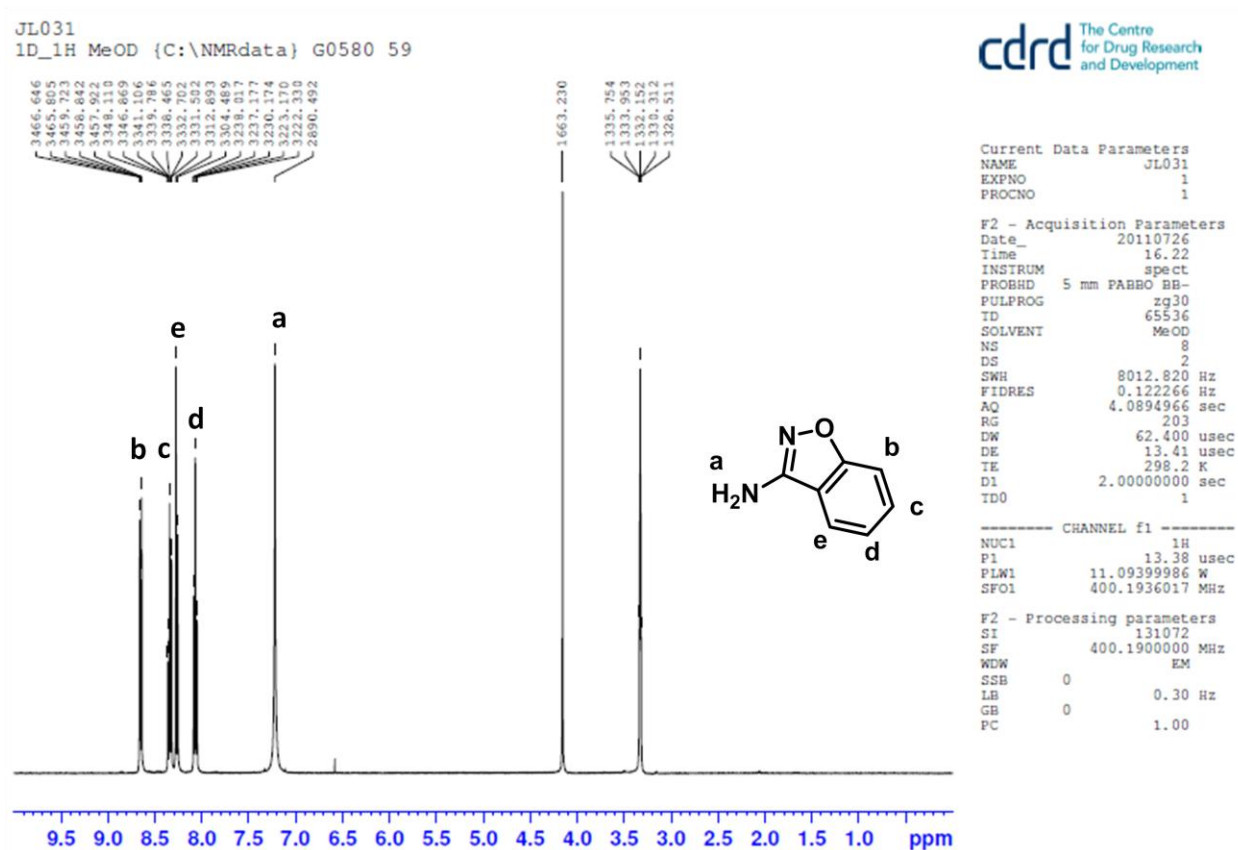 JL031
1D_1H MeOD {C:\NMRdata} G0580 59
cdrd The Centre
for Drug Research
and Development
3466.646
3465.805
3459.723
3458.842
3457.922
3348.110
3346.869
3341.106
3339.786
3338.465
3332.702
3331.502
3312.893
3304.489
3238.017
3237.177
3230.174
3223.170
3222.330
2890.492
1663.230
1335.754
1333.953
1332.152
1330.312
1328.511
Current Data Parameters
NAME JL031
EXPNO 1
PROCNO 1
F2 - Acquisition Parameters
Date_ 20110726
Time 16.22
INSTRUM spect
PROBHD 5 mm PABBO BB-
PULPROG zg30
TD 65536
SOLVENT MeOD
NS 8
DS 2
SWH 8012.820 Hz
FIDRES 0.122266 Hz
AQ 4.0894966 sec
RG 203
DW 62.400 usec
DE 13.41 usec
TE 298.2 K
D1 2.00000000 sec
TD0 1
======== CHANNEL f1 ========
NUC1 1H
P1 13.38 usec
PLW1 11.09399986 W
SFO1 400.1936017 MHz
F2 - Processing parameters
SI 131072
SF 400.1900000 MHz
WDW EM
SSB 0
LB 0.30 Hz
GB 0
PC 1.00
b c e d a
N O
a b
H2N
c
e d
9.5 9.0 8.5 8.0 7.5 7.0 6.5 6.0 5.5 5.0 4.5 4.0 3.5 3.0 2.5 2.0 1.5 1.0 ppm